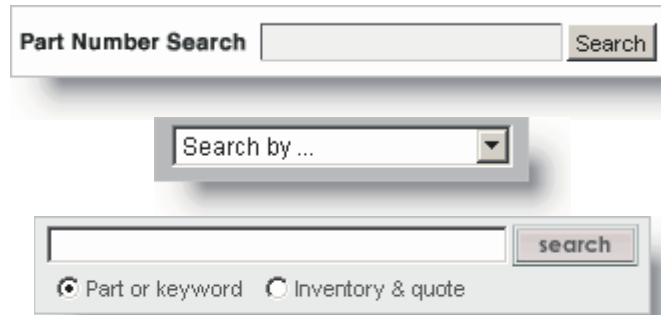 Part Number Search Search
Search by ...
search
Part or keyword Inventory & quote